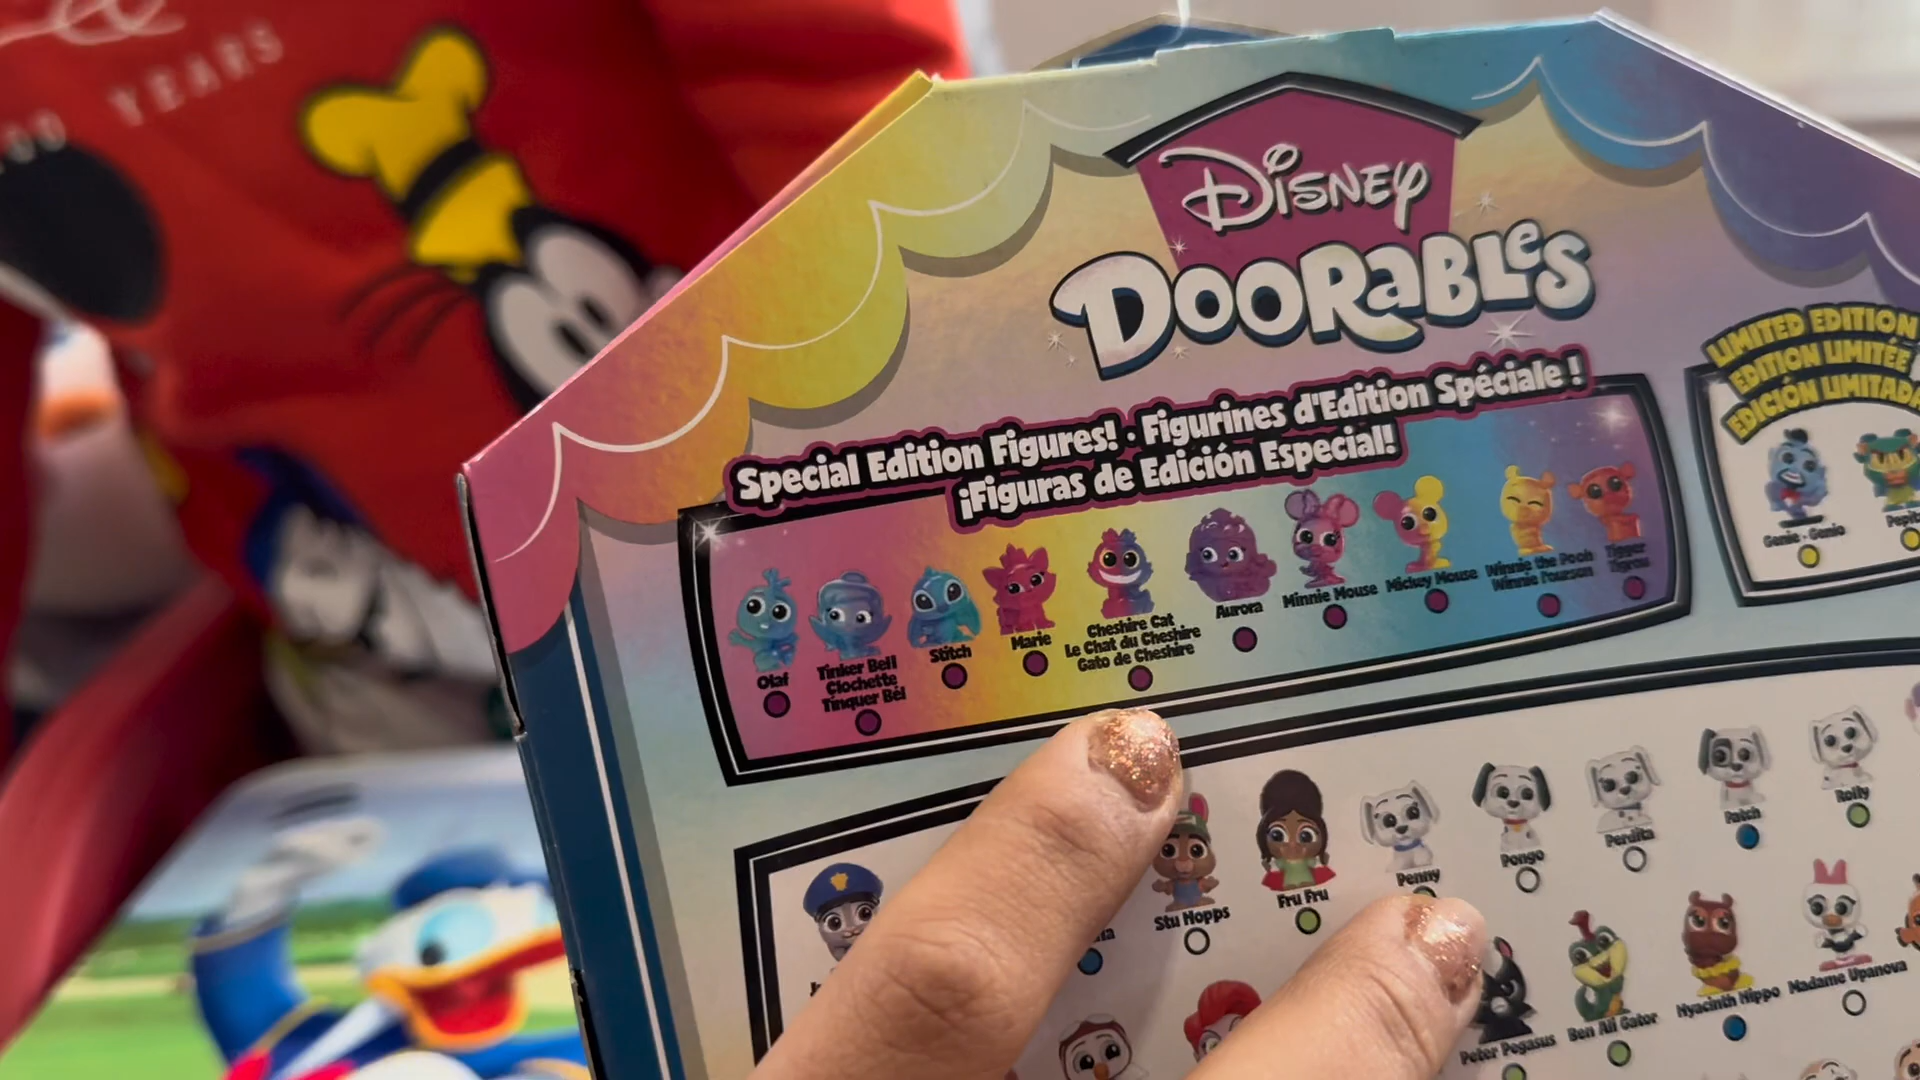 YEARS
DISNEY
DOORABLES
Special Edition Figures! · Figurines d'Edition Spéciale !
¡Figuras de Edición Especial!
LIMITED EDITION
EDITION LIMITÉE
EDICIÓN LIMITADA
Olaf
Tinker Bell
Clochette
Tinquer Bel
Stitch
Marie
Cheshire Cat
Le Chat du Cheshire
Gato de Cheshire
Aurora
Minnie Mouse
Mickey Mouse
Winnie the Pooh
Winnie l'ourson
Tigger
Tigrou
Genie - Genio
Stu Hopps
Fru Fru
Penny
Pongo
Perdita
Patch
Rolly
Peter Pegasus
Ben Ali Gator
Hyacinth Hippo
Madame Upanova